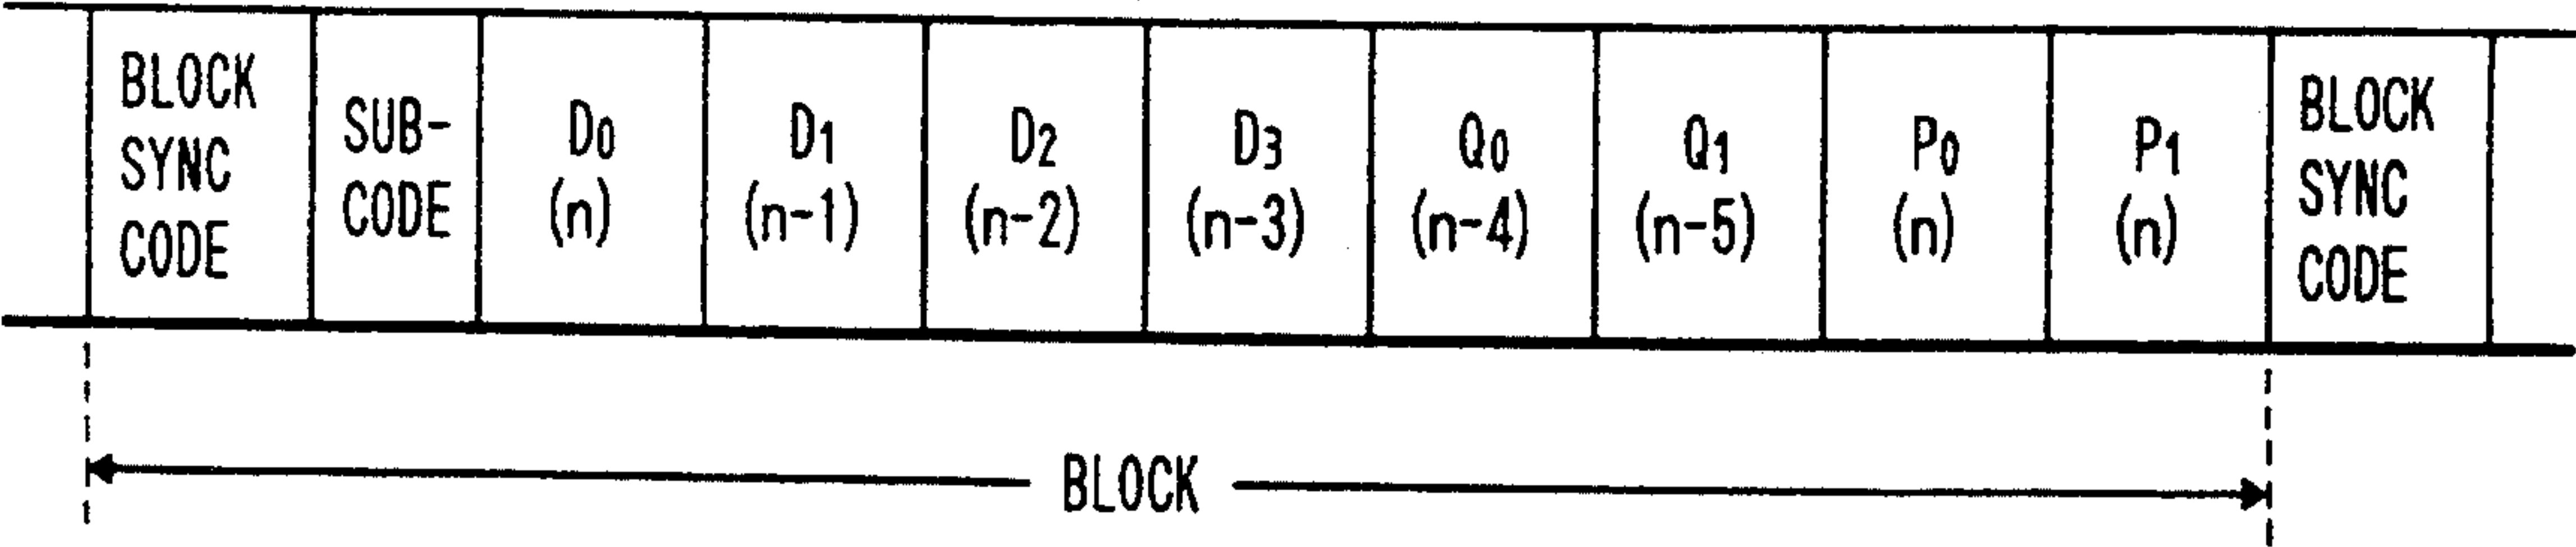 BLOCK
SYNC
CODE
SUB-
CODE
D0
(n)
D1
(n-1)
D2
(n-2)
D3
(n-3)
Q0
(n-4)
Q1
(n-5)
P0
(n)
P1
(n)
BLOCK
SYNC
CODE
BLOCK